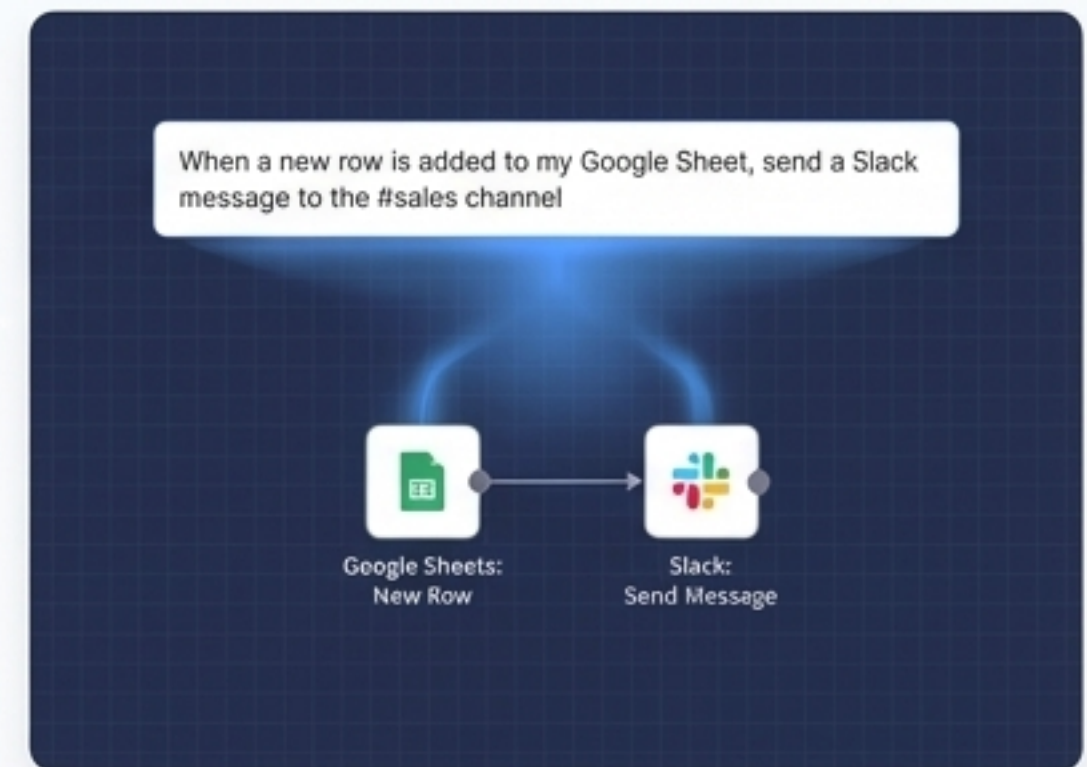 When a new row is added to my Google Sheet, send a Slack
message to the #sales channel
Google Sheets:
New Row
Slack:
Send Message